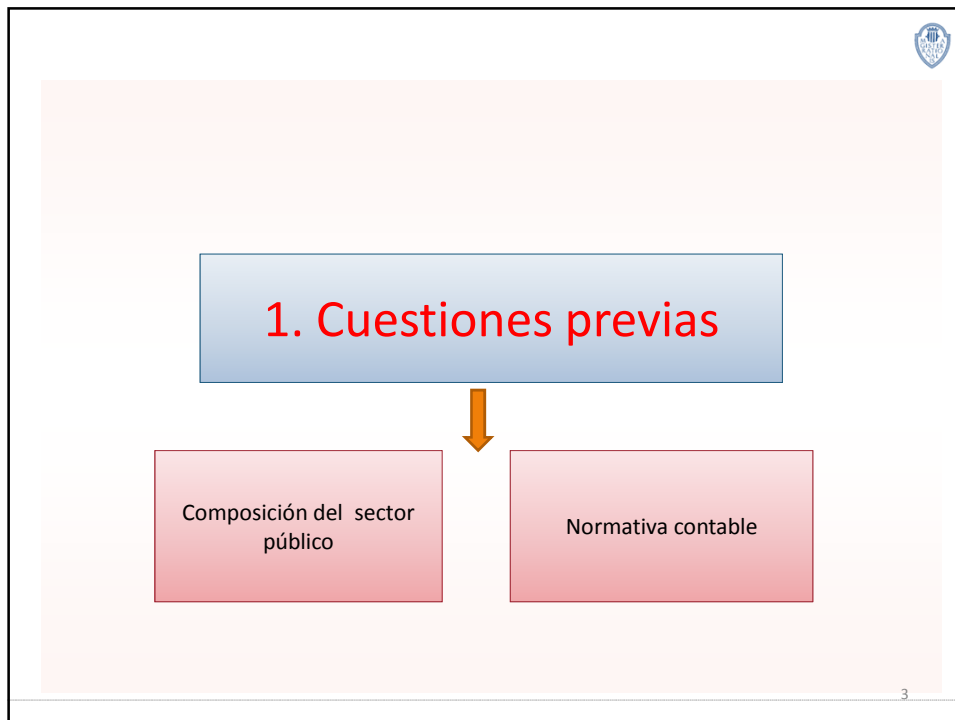 1. Cuestiones previas
Composición del sector
público
Normativa contable
3